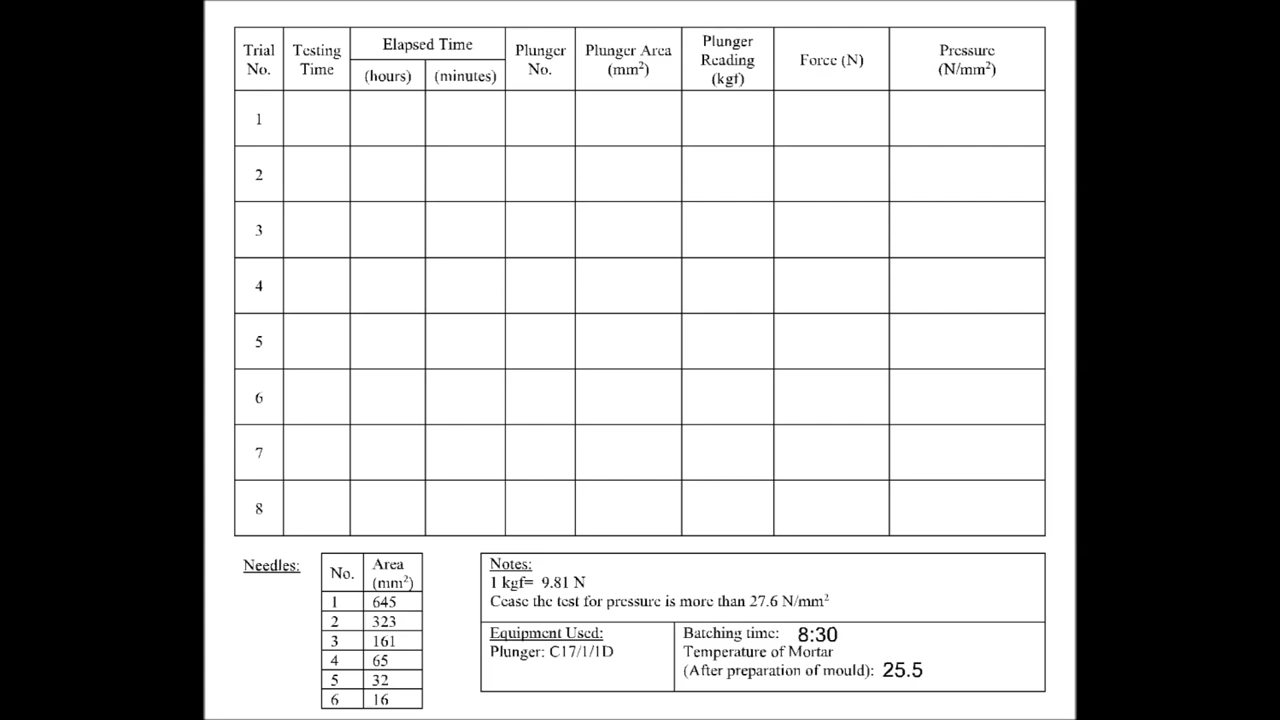 Trial No. Testing Time Elapsed Time Plunger No. Plunger Area (mm²) Plunger Reading (kgf) Force (N) Pressure (N/mm²)
(hours) (minutes)
1
2
3
4
5
6
7
8
Needles:
No. Area (mm²)
1 645
2 323
3 161
4 65
5 32
6 16
Notes:
1 kgf= 9.81 N
Cease the test for pressure is more than 27.6 N/mm²
Equipment Used:
Plunger: C17/1/1D
Batching time: 8:30
Temperature of Mortar
(After preparation of mould): 25.5